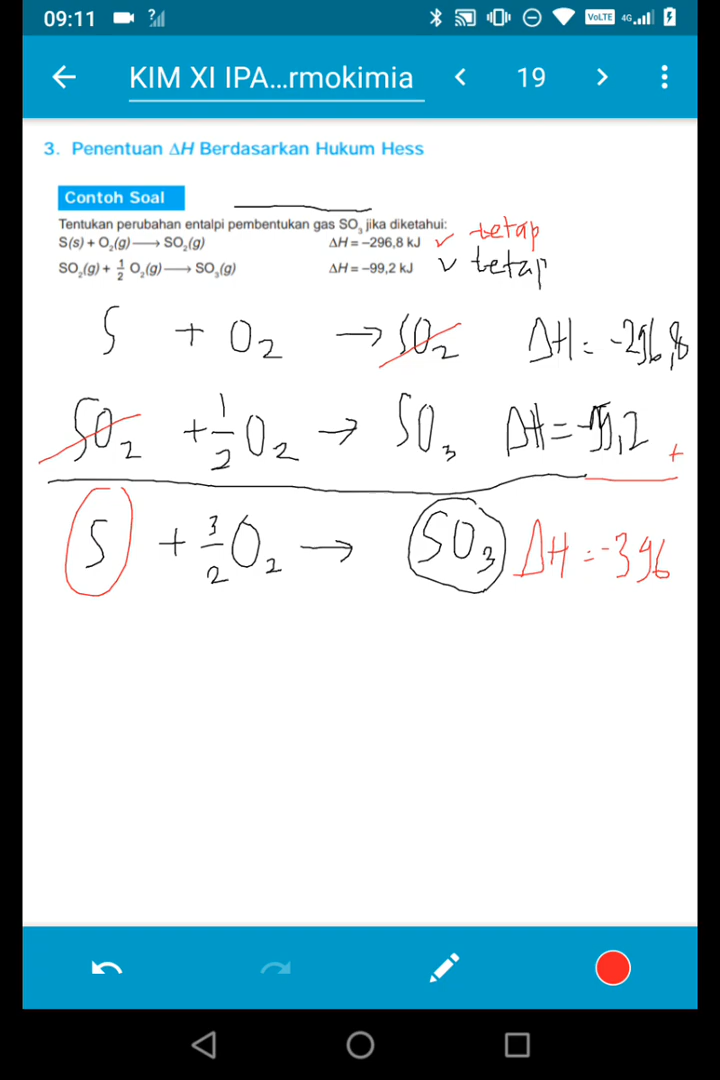 09:11 ? VoLTE 4G
KIM XI IPA...rmokimia 19
3. Penentuan ΔH Berdasarkan Hukum Hess
Contoh Soal
Tentukan perubahan entalpi pembentukan gas SO₃ jika diketahui:
S(s) + O₂(g) ⟶ SO₂(g) ΔH = –296,8 kJ ✓ tetap
SO₂(g) + 1/2 O₂(g) ⟶ SO₃(g) ΔH = –99,2 kJ ✓ tetap
S + O₂ → SO₂ ΔH = -296,8
SO₂ + 1/2 O₂ → SO₃ ΔH = -99,2 +
S + 3/2 O₂ → SO₃ ΔH = -396